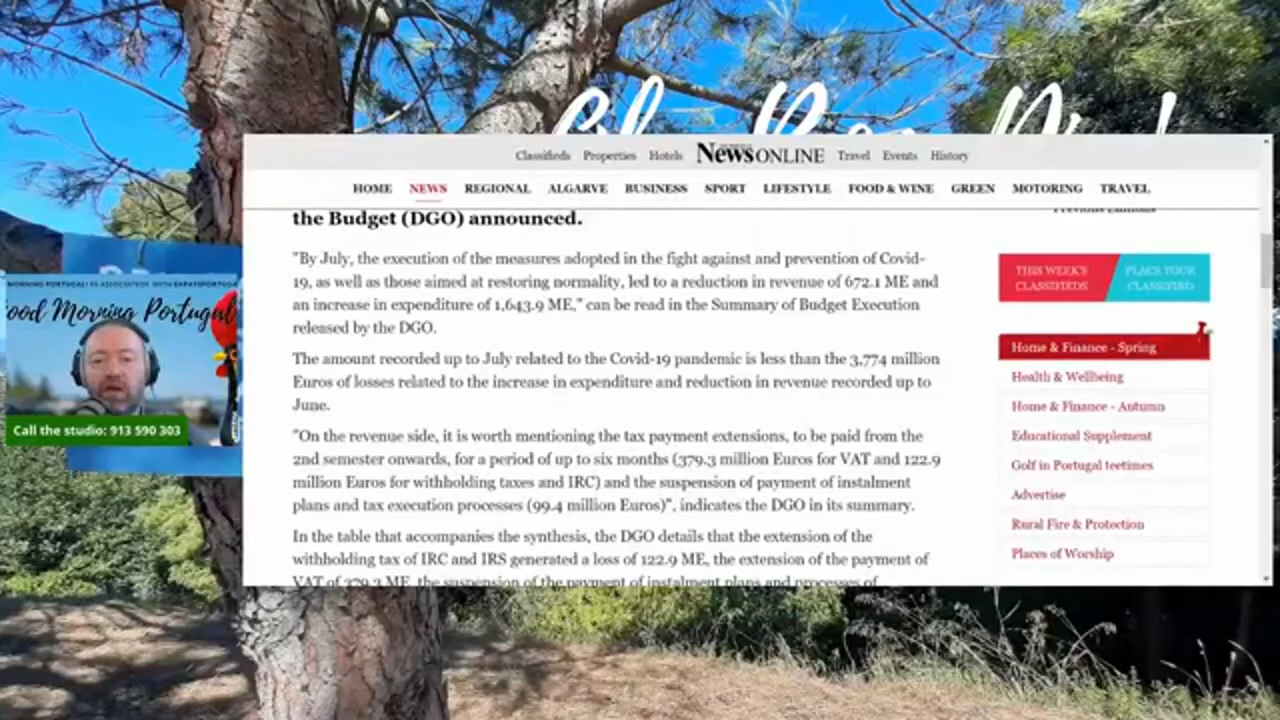 Classifieds Properties Hotels News ONLINE Travel Events History
HOME NEWS REGIONAL ALGARVE BUSINESS SPORT LIFESTYLE FOOD & WINE GREEN MOTORING TRAVEL
the Budget (DGO) announced.
"By July, the execution of the measures adopted in the fight against and prevention of Covid-
19, as well as those aimed at restoring normality, led to a reduction in revenue of 672.1 ME and
an increase in expenditure of 1,643.9 ME," can be read in the Summary of Budget Execution
released by the DGO.
The amount recorded up to July related to the Covid-19 pandemic is less than the 3,774 million
Euros of losses related to the increase in expenditure and reduction in revenue recorded up to
June.
"On the revenue side, it is worth mentioning the tax payment extensions, to be paid from the
2nd semester onwards, for a period of up to six months (379.3 million Euros for VAT and 122.9
million Euros for withholding taxes and IRC) and the suspension of payment of instalment
plans and tax execution processes (99.4 million Euros)", indicates the DGO in its summary.
In the table that accompanies the synthesis, the DGO details that the extension of the
withholding tax of IRC and IRS generated a loss of 122.9 ME, the extension of the payment of
VAT of 379.3 ME, the suspension of the payment of instalment plans and processes of
Previous Editions
THIS WEEK'S
CLASSIFIEDS
PLACE YOUR
CLASSIFIED
Home & Finance - Spring
Health & Wellbeing
Home & Finance - Autumn
Educational Supplement
Golf in Portugal teetimes
Advertise
Rural Fire & Protection
Places of Worship
MORNING PORTUGAL! IN ASSOCIATION WITH EXPATSPORTUGA
ood Morning Portugal
Call the studio: 913 590 303